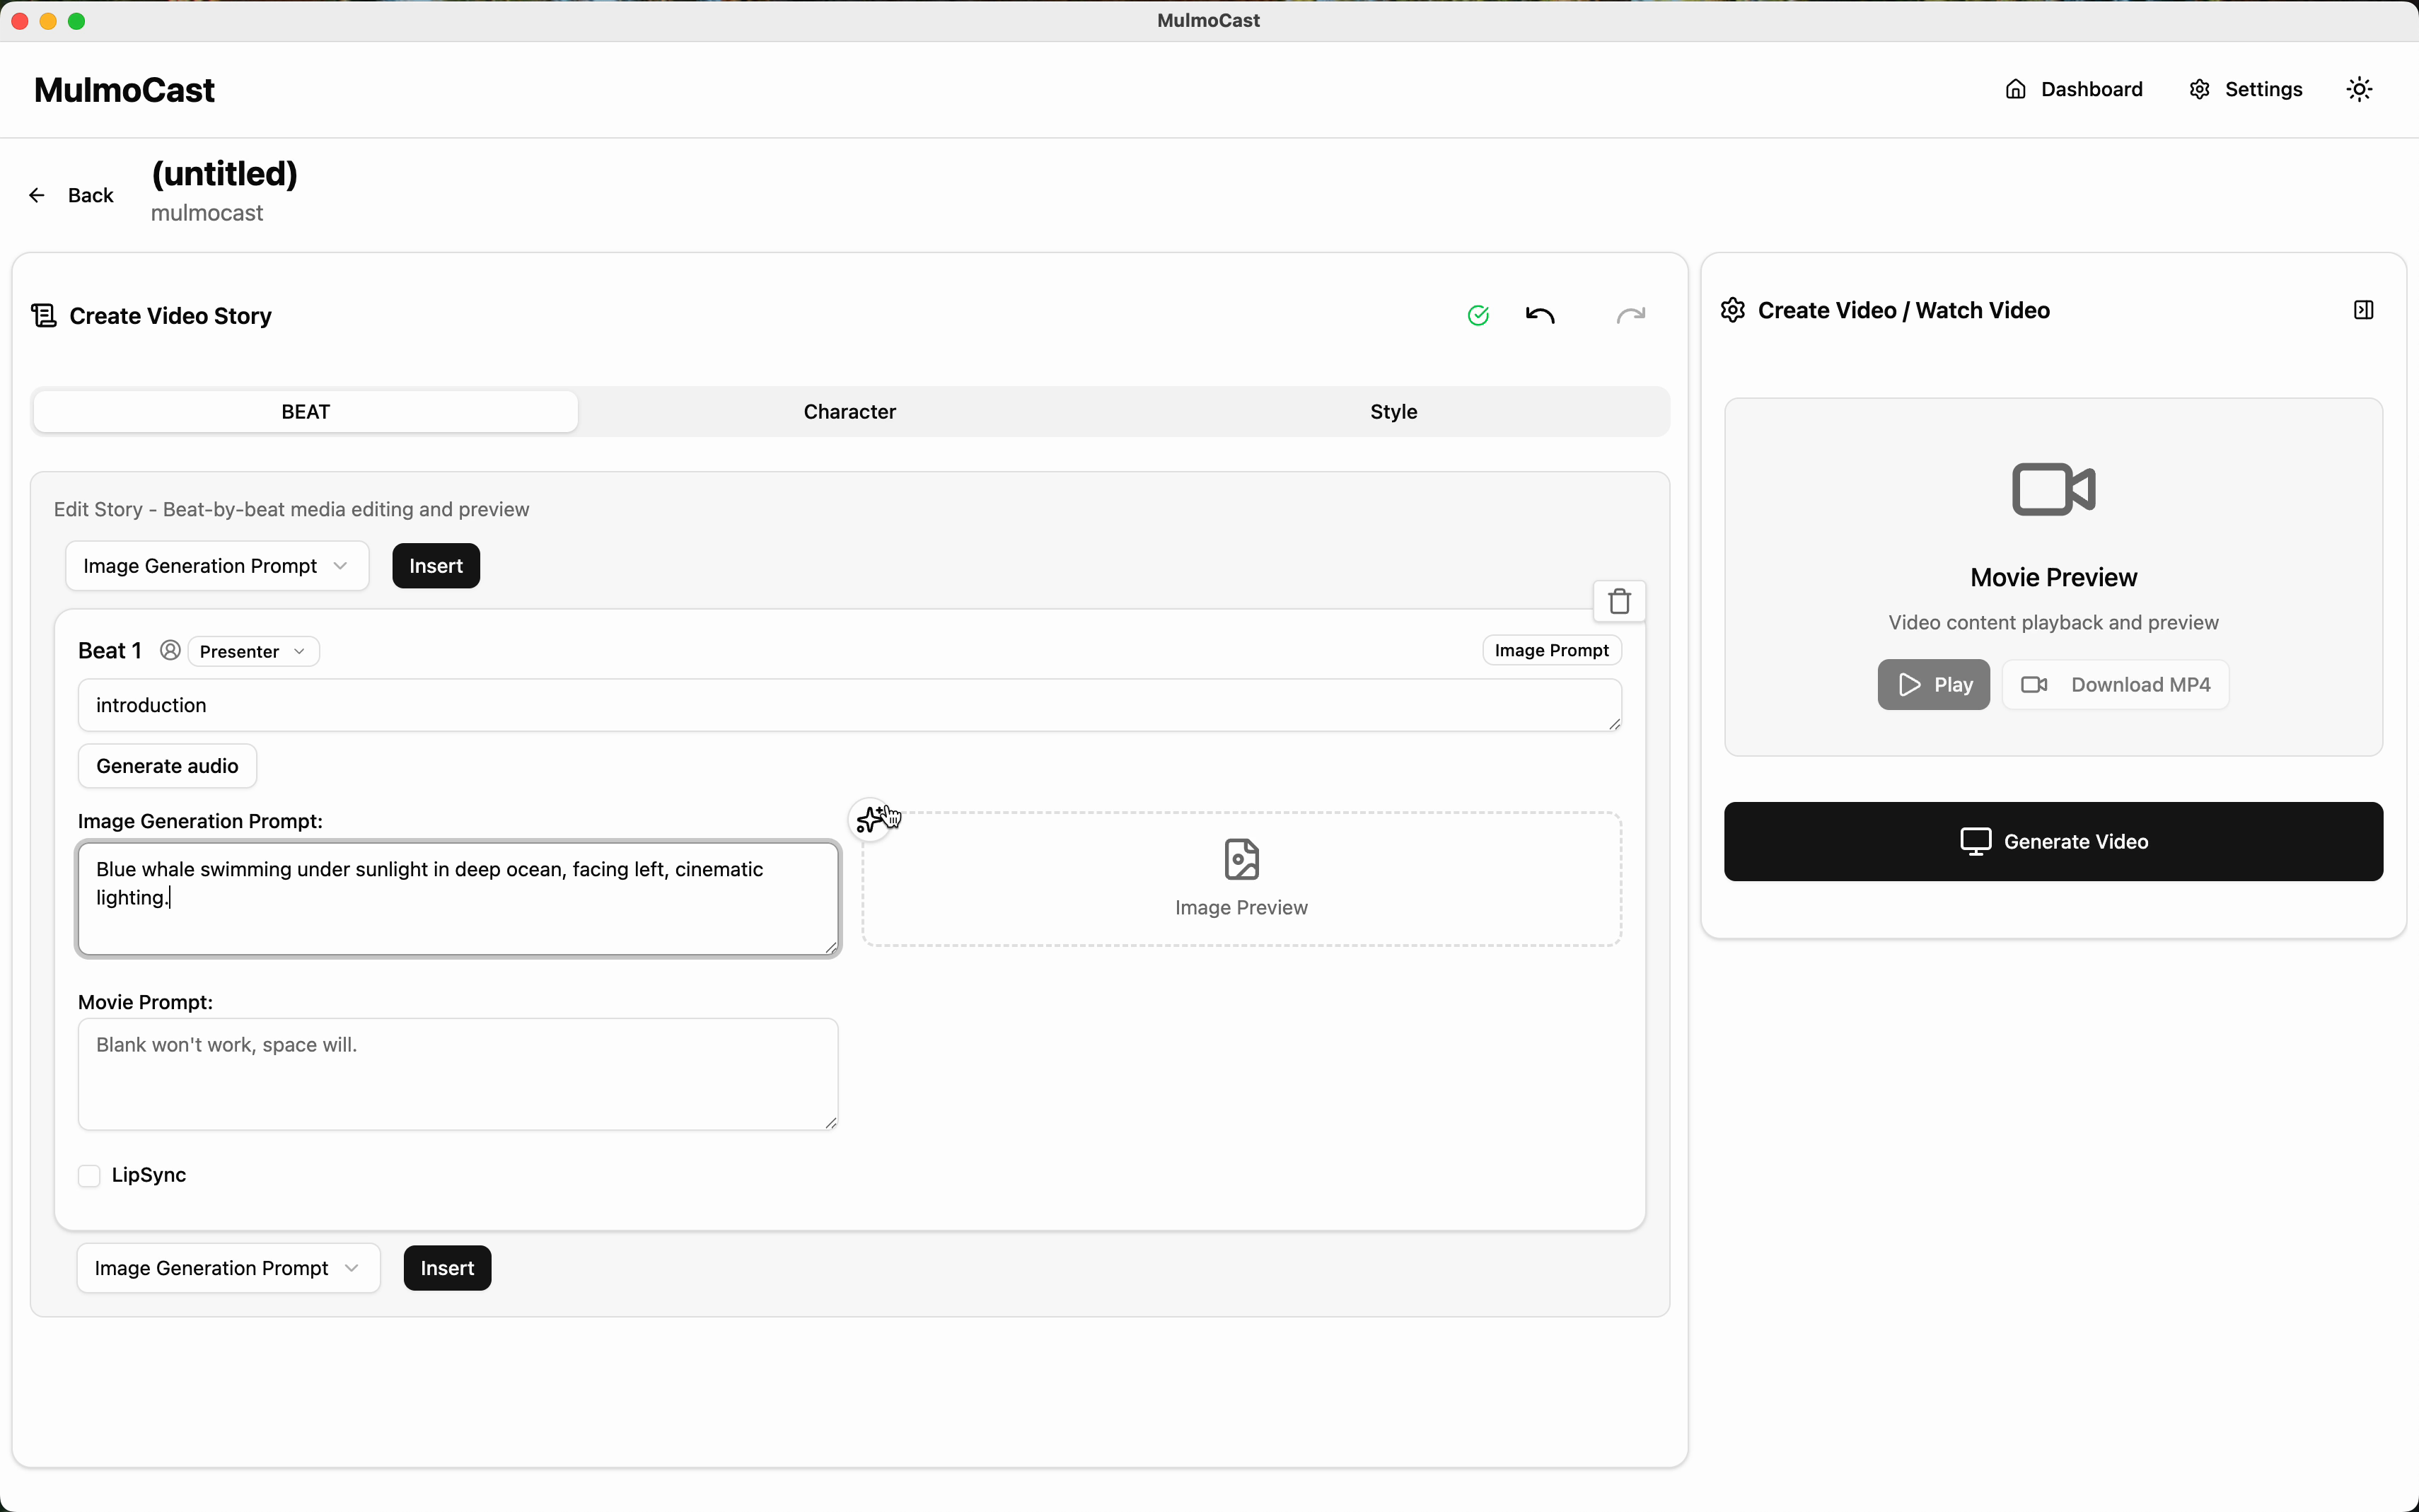 MulmoCast
MulmoCast
Dashboard
Settings
Back
(untitled)
mulmocast
Create Video Story
BEAT
Character
Style
Edit Story - Beat-by-beat media editing and preview
Image Generation Prompt
Insert
Beat 1
Presenter
Image Prompt
introduction
Generate audio
Image Generation Prompt:
Blue whale swimming under sunlight in deep ocean, facing left, cinematic
lighting.
Image Preview
Movie Prompt:
Blank won't work, space will.
LipSync
Image Generation Prompt
Insert
Create Video / Watch Video
Movie Preview
Video content playback and preview
Play
Download MP4
Generate Video